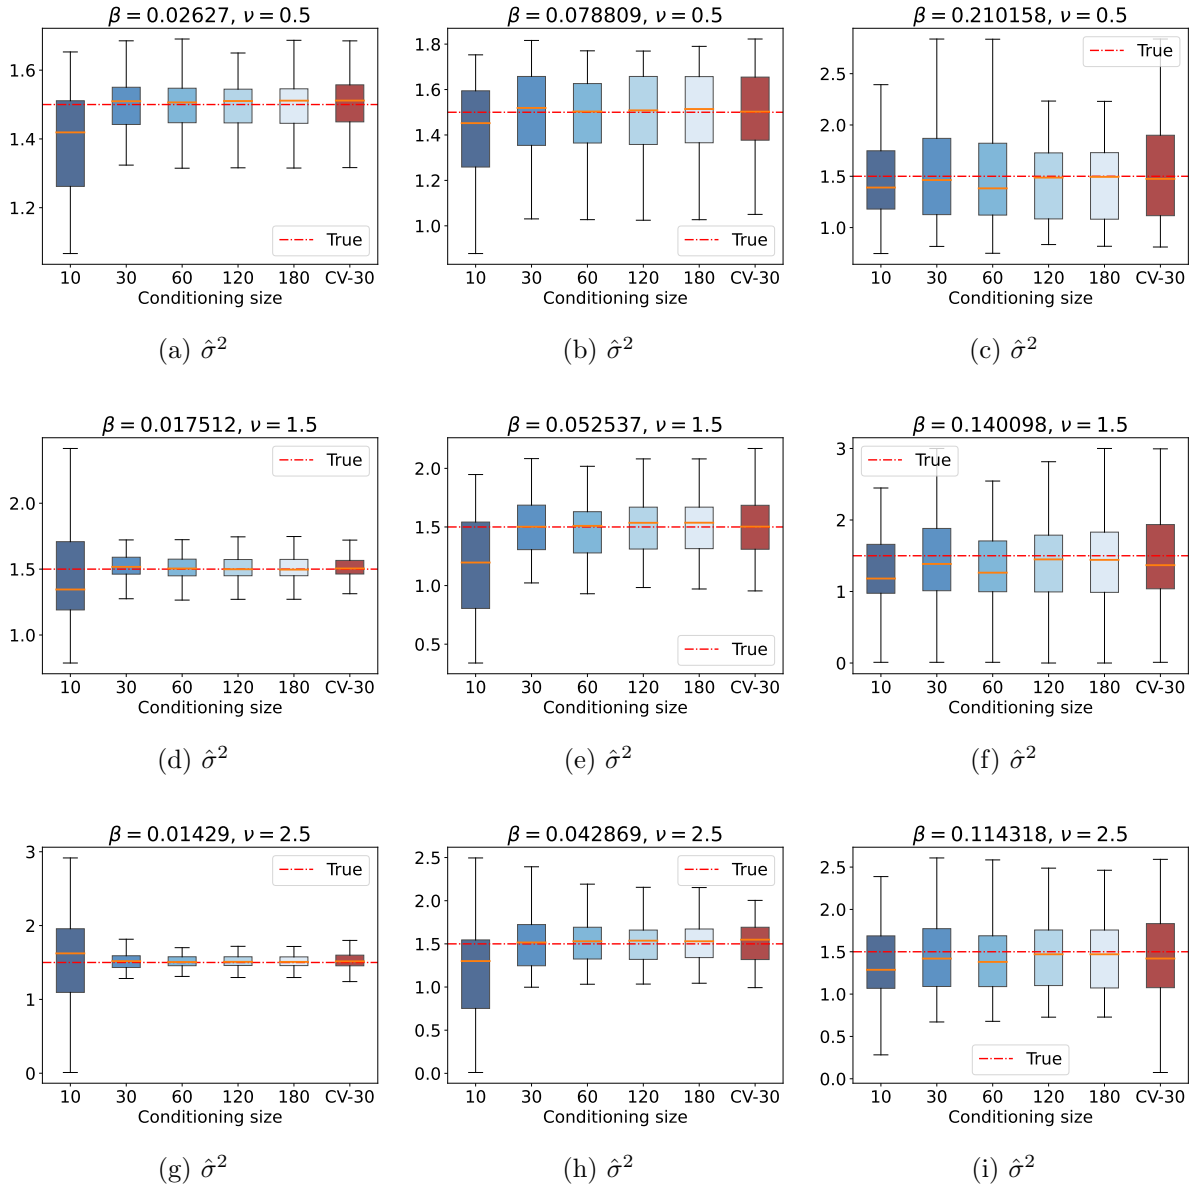 β = 0.02627, ν = 0.5
1.6
1.4
1.2
True
10 30 60 120 180 CV-30
Conditioning size
(a) σ̂²
β = 0.078809, ν = 0.5
1.8
1.6
1.4
1.2
1.0
True
10 30 60 120 180 CV-30
Conditioning size
(b) σ̂²
β = 0.210158, ν = 0.5
True
2.5
2.0
1.5
1.0
10 30 60 120 180 CV-30
Conditioning size
(c) σ̂²
β = 0.017512, ν = 1.5
True
2.0
1.5
1.0
10 30 60 120 180 CV-30
Conditioning size
(d) σ̂²
β = 0.052537, ν = 1.5
2.0
1.5
1.0
0.5
True
10 30 60 120 180 CV-30
Conditioning size
(e) σ̂²
β = 0.140098, ν = 1.5
True
3
2
1
0
10 30 60 120 180 CV-30
Conditioning size
(f) σ̂²
β = 0.01429, ν = 2.5
True
3
2
1
0
10 30 60 120 180 CV-30
Conditioning size
(g) σ̂²
β = 0.042869, ν = 2.5
True
2.5
2.0
1.5
1.0
0.5
0.0
10 30 60 120 180 CV-30
Conditioning size
(h) σ̂²
β = 0.114318, ν = 2.5
2.5
2.0
1.5
1.0
0.5
0.0
True
10 30 60 120 180 CV-30
Conditioning size
(i) σ̂²